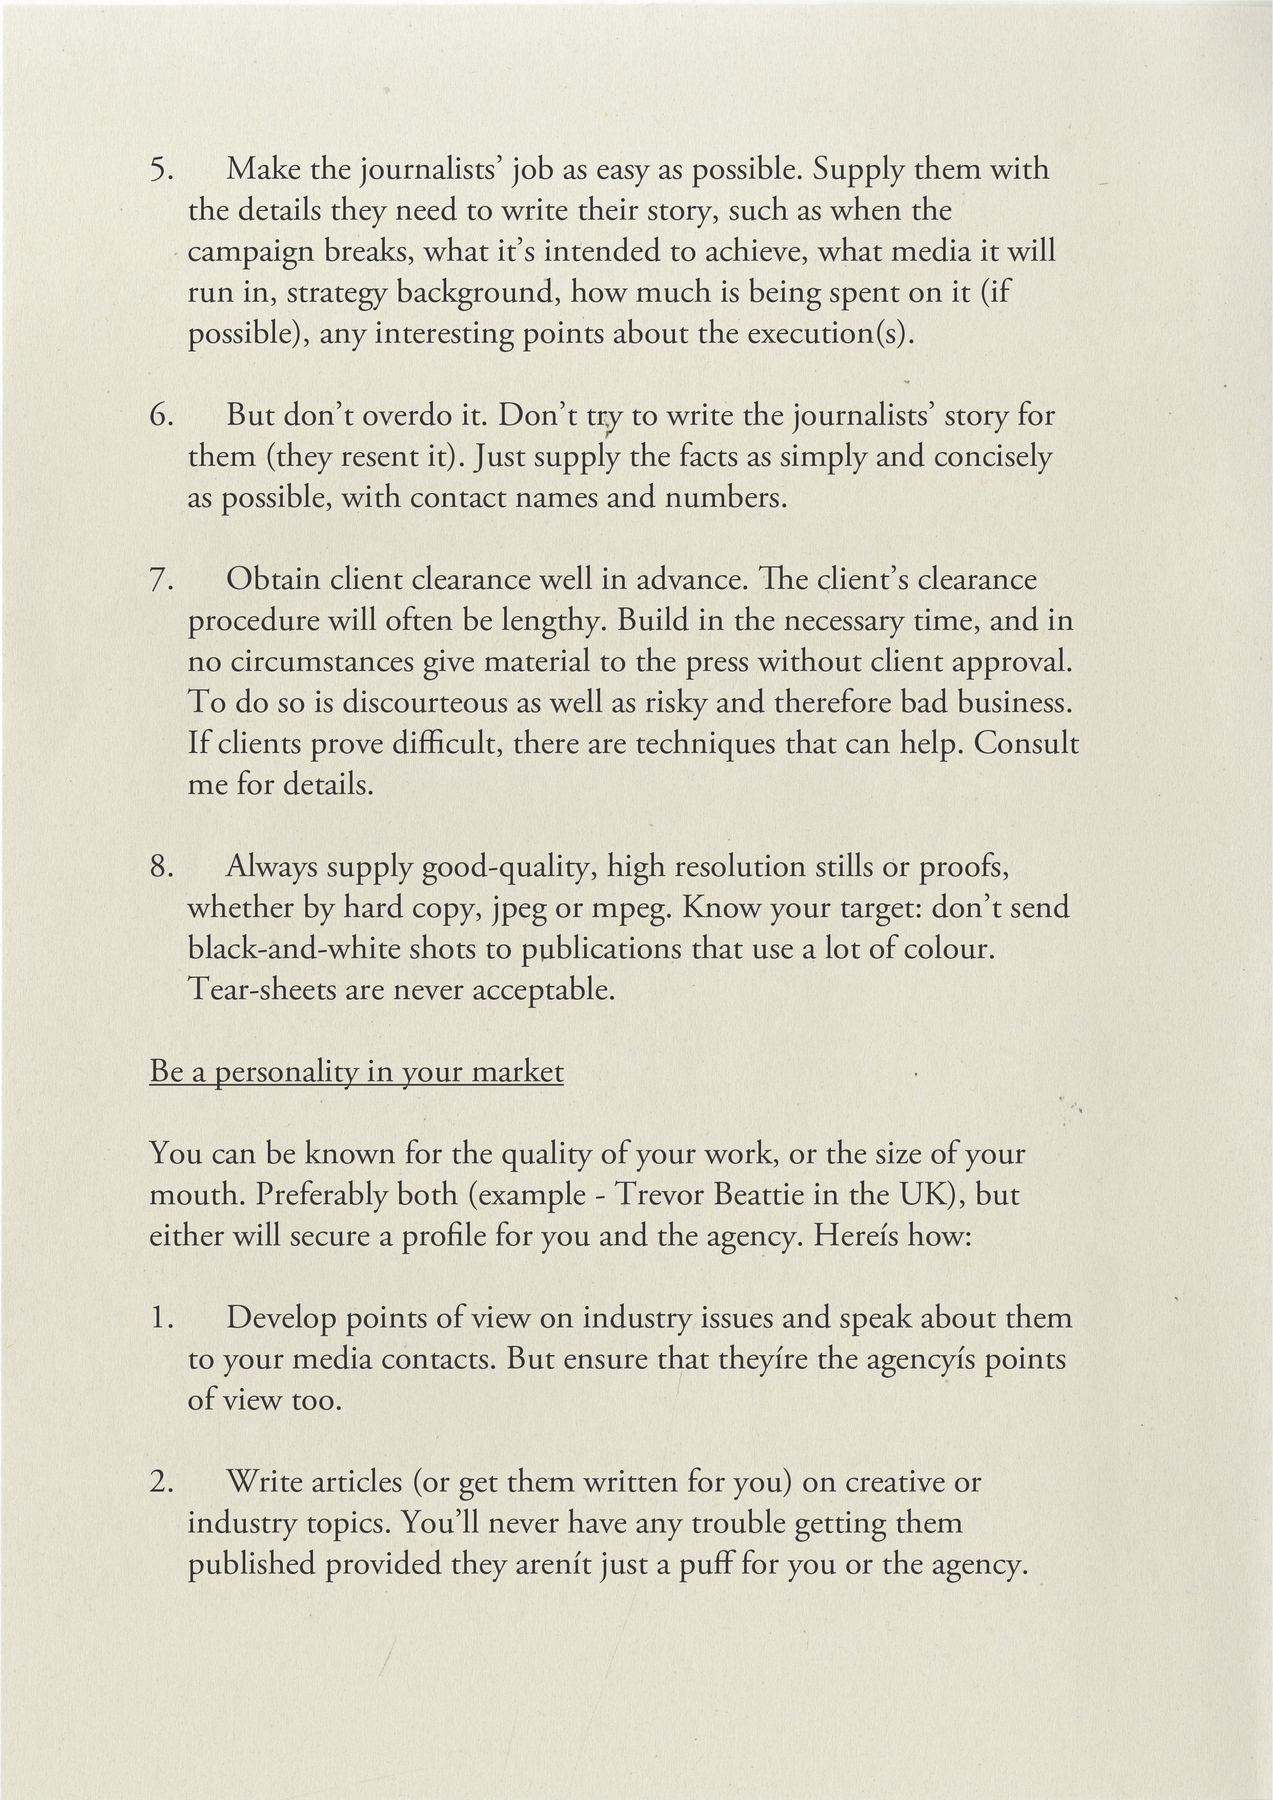 5. Make the journalists’ job as easy as possible. Supply them with
the details they need to write their story, such as when the
campaign breaks, what it’s intended to achieve, what media it will
run in, strategy background, how much is being spent on it (if
possible), any interesting points about the execution(s).
6. But don’t overdo it. Don’t try to write the journalists’ story for
them (they resent it). Just supply the facts as simply and concisely
as possible, with contact names and numbers.
7. Obtain client clearance well in advance. The client’s clearance
procedure will often be lengthy. Build in the necessary time, and in
no circumstances give material to the press without client approval.
To do so is discourteous as well as risky and therefore bad business.
If clients prove difficult, there are techniques that can help. Consult
me for details.
8. Always supply good-quality, high resolution stills or proofs,
whether by hard copy, jpeg or mpeg. Know your target: don’t send
black-and-white shots to publications that use a lot of colour.
Tear-sheets are never acceptable.
Be a personality in your market
You can be known for the quality of your work, or the size of your
mouth. Preferably both (example - Trevor Beattie in the UK), but
either will secure a profile for you and the agency. Hereís how:
1. Develop points of view on industry issues and speak about them
to your media contacts. But ensure that theyíre the agencyís points
of view too.
2. Write articles (or get them written for you) on creative or
industry topics. You’ll never have any trouble getting them
published provided they arenít just a puff for you or the agency.